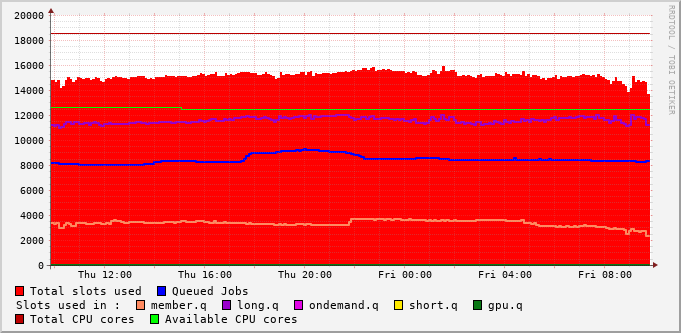 20000
18000
16000
14000
12000
10000
8000
6000
4000
2000
0
Thu 12:00 Thu 16:00 Thu 20:00 Fri 00:00 Fri 04:00 Fri 08:00
RRDTOOL / TOBI OETIKER
Total slots used Queued Jobs
Slots used in : member.q long.q ondemand.q short.q gpu.q
Total CPU cores Available CPU cores